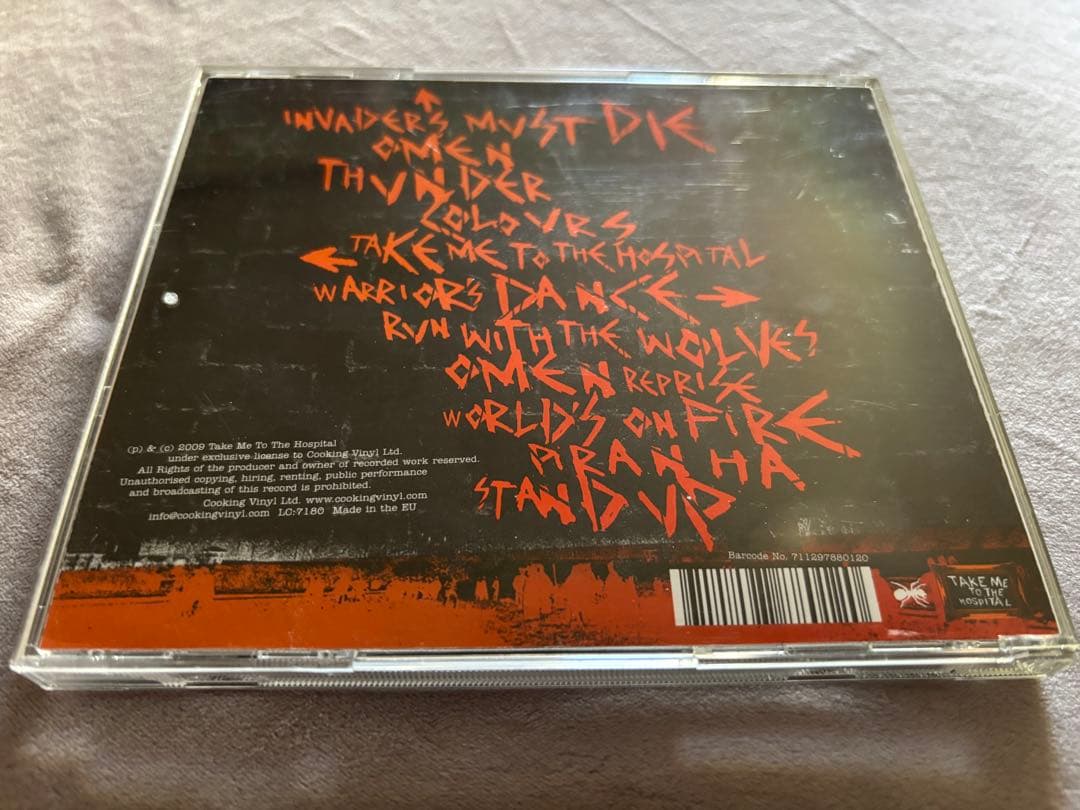 INVADERS MUST DIE
OMEN
THUNDER
COLOURS
TAKE ME TO THE HOSPITAL
WARRIOR'S DANCE
RUN WITH THE WOLVES
OMEN REPRISE
WORLD'S ON FIRE
PIRANHA
STAND UP
(p) & (c) 2009 Take Me To The Hospital
under exclusive license to Cooking Vinyl Ltd.
All Rights of the producer and owner of recorded work reserved.
Unauthorised copying, hiring, renting, public performance
and broadcasting of this record is prohibited.
Cooking Vinyl Ltd. www.cookingvinyl.com
info@cookingvinyl.com LC:7180 Made in the EU
Barcode No. 711297880120
TAKE ME
TO THE
HOSPITAL